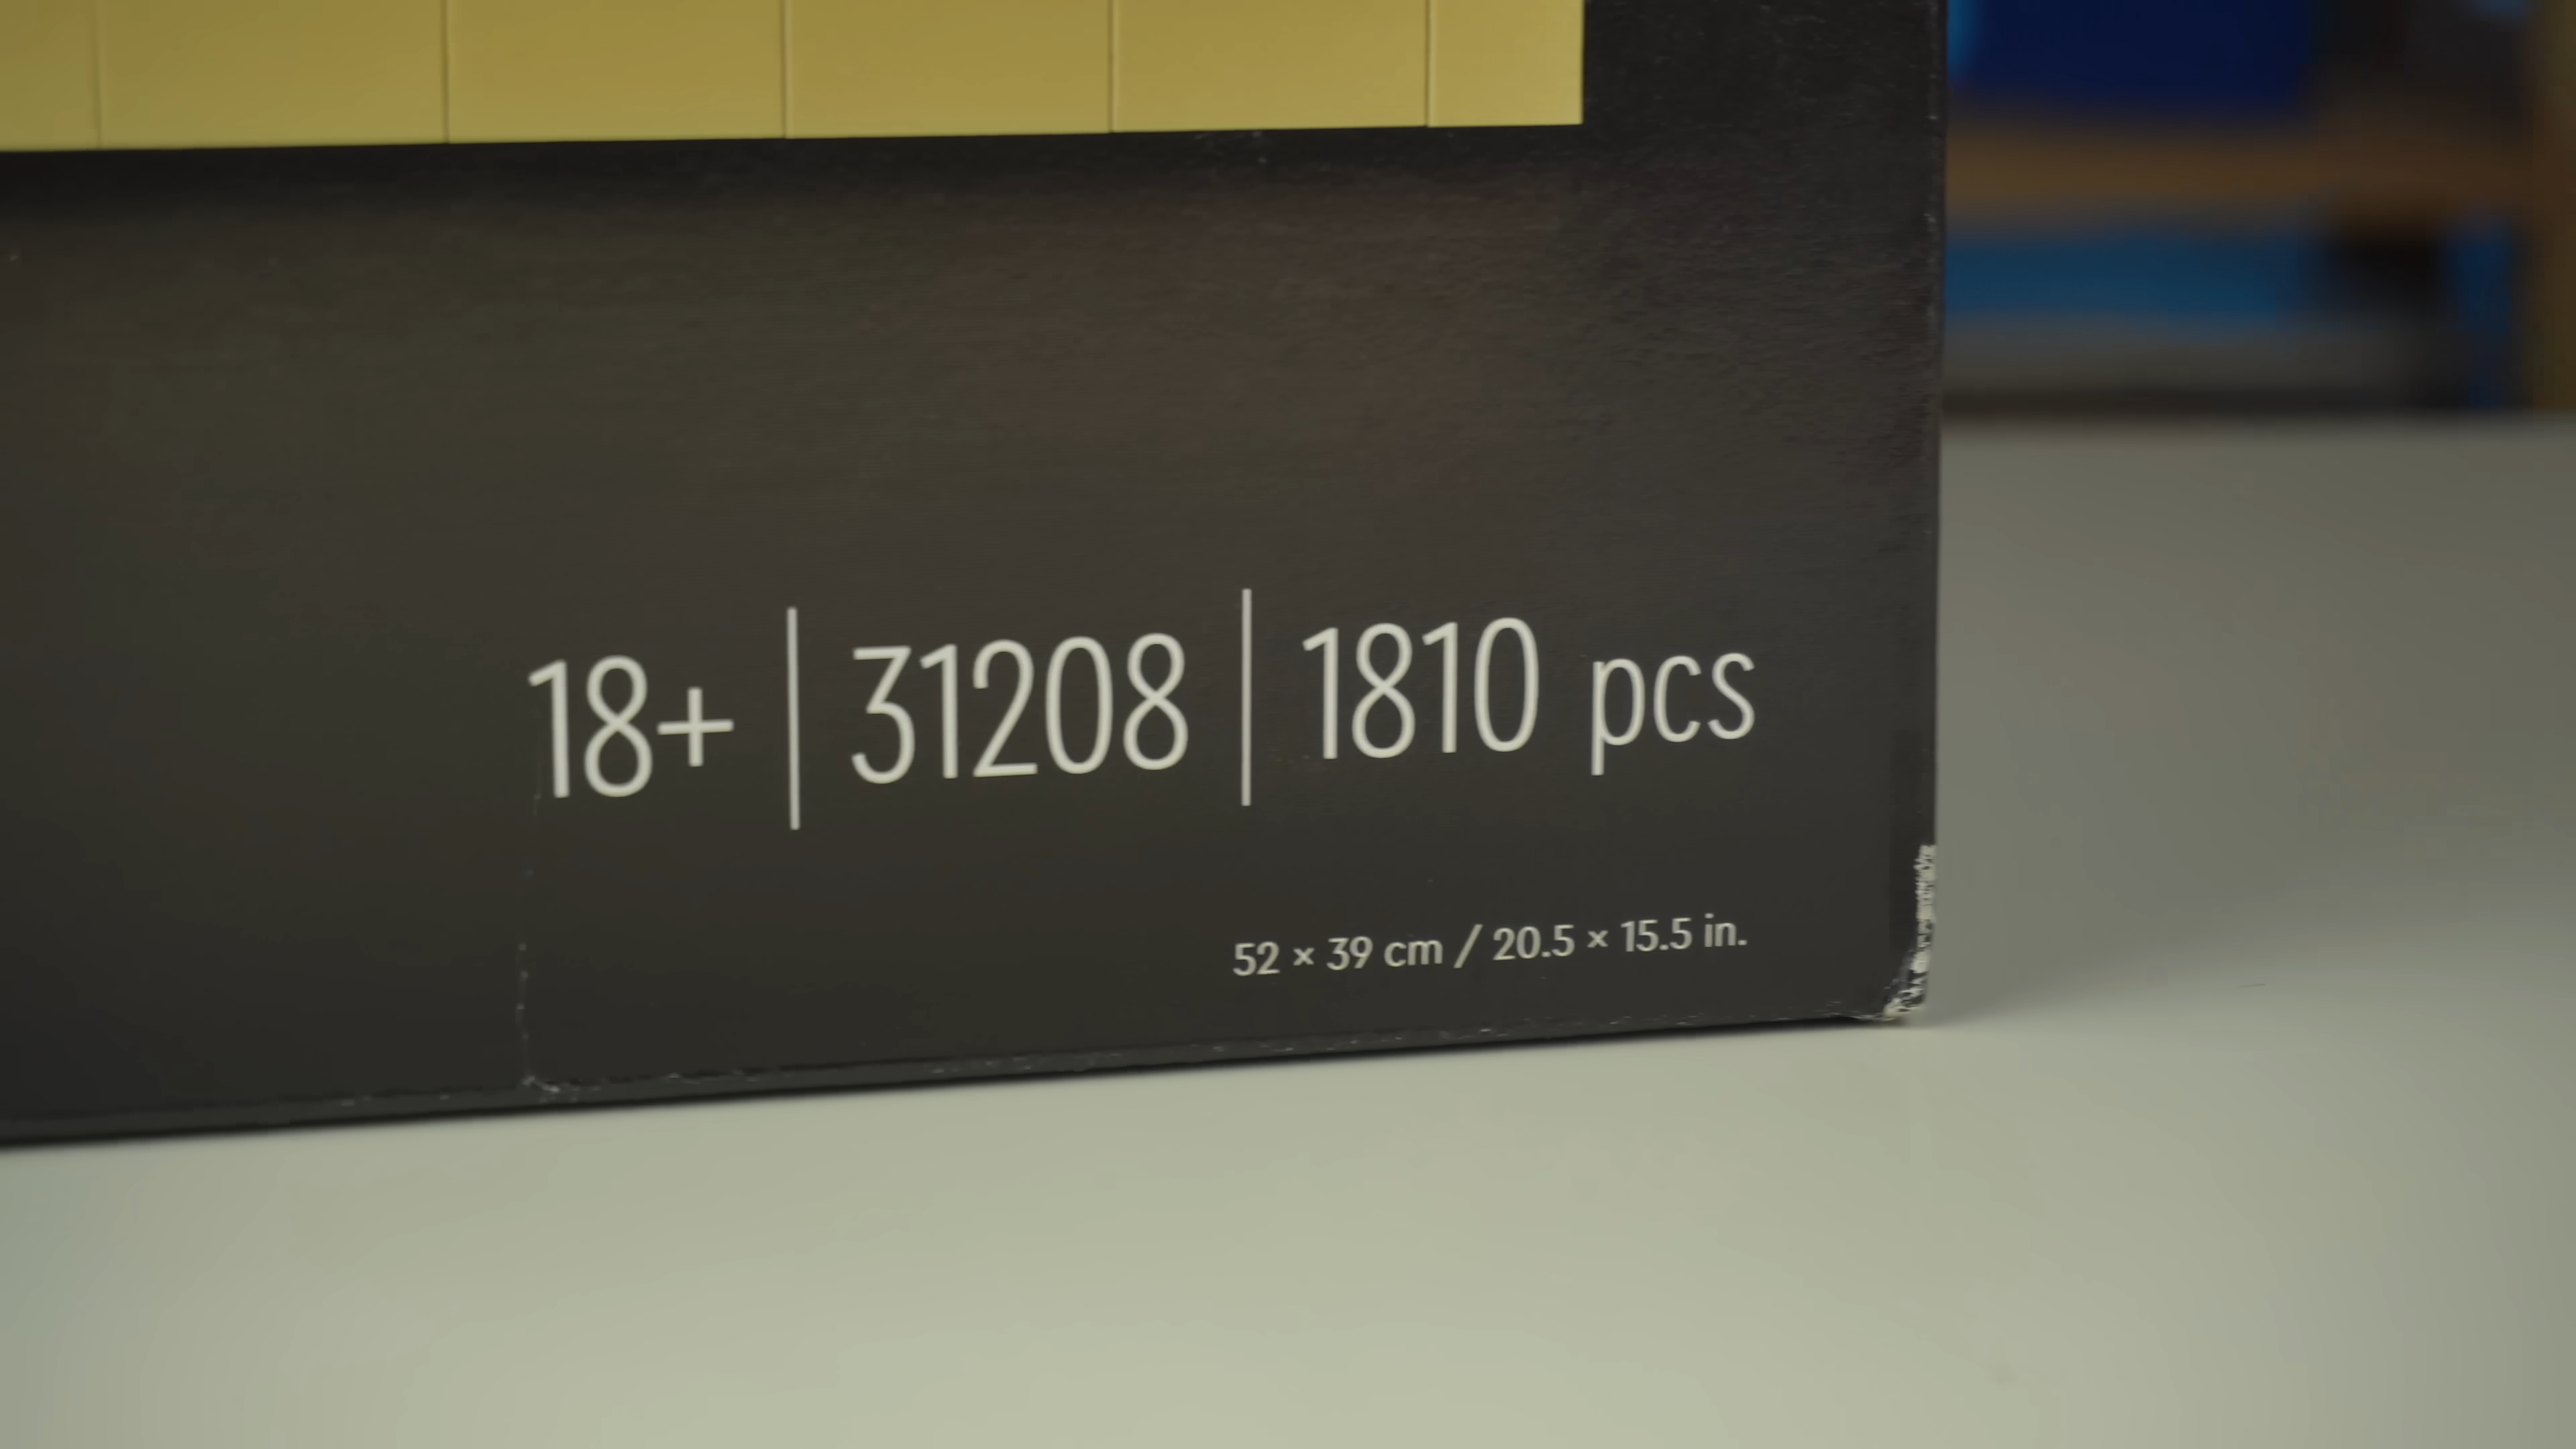 18+ | 31208 | 1810 pcs
52 × 39 cm / 20.5 × 15.5 in.